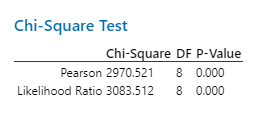 Chi-Square Test
Chi-Square DF P-Value
Pearson 2970.521 8 0.000
Likelihood Ratio 3083.512 8 0.000